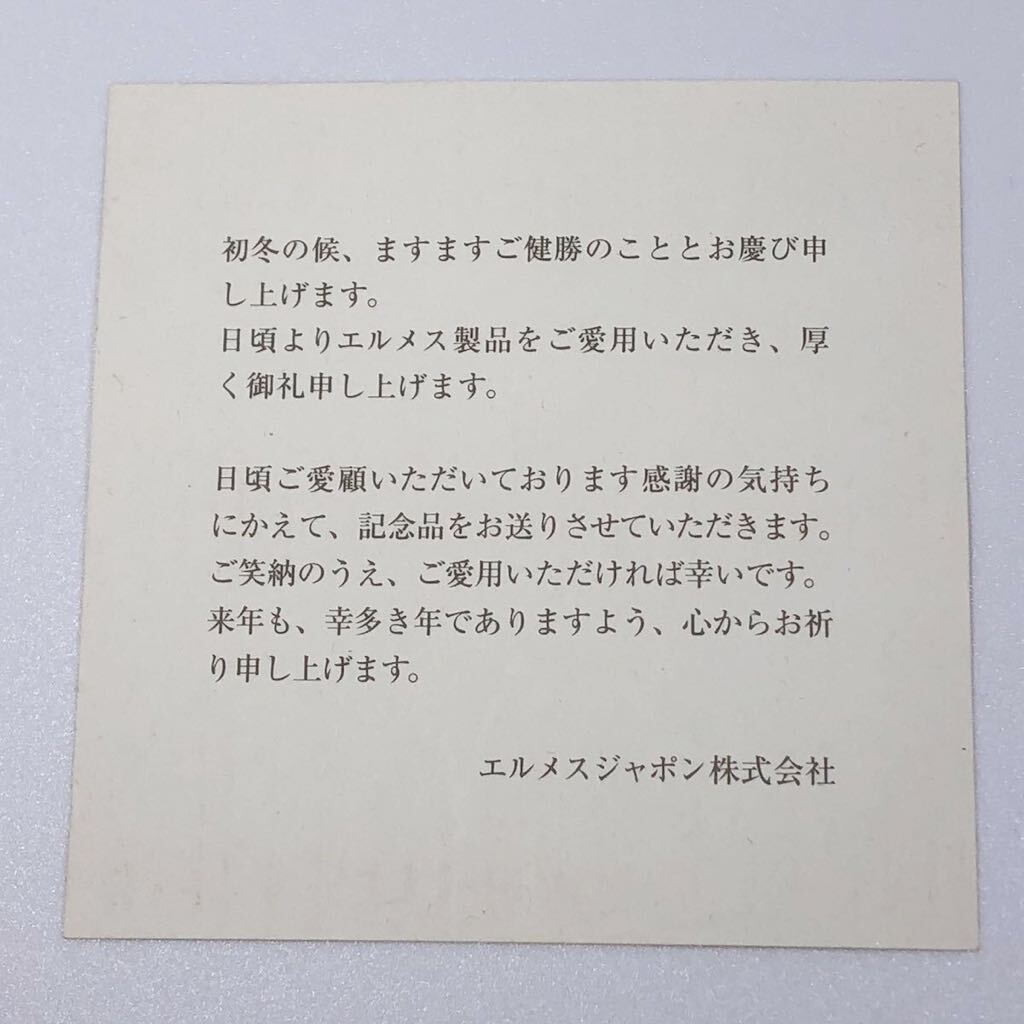 初冬の候、ますますご健勝のこととお慶び申
し上げます。
日頃よりエルメス製品をご愛用いただき、厚
く御礼申し上げます。
日頃ご愛顧いただいております感謝の気持ち
にかえて、記念品をお送りさせていただきます。
ご笑納のうえ、ご愛用いただければ幸いです。
来年も、幸多き年でありますよう、心からお祈
り申し上げます。
エルメスジャポン株式会社